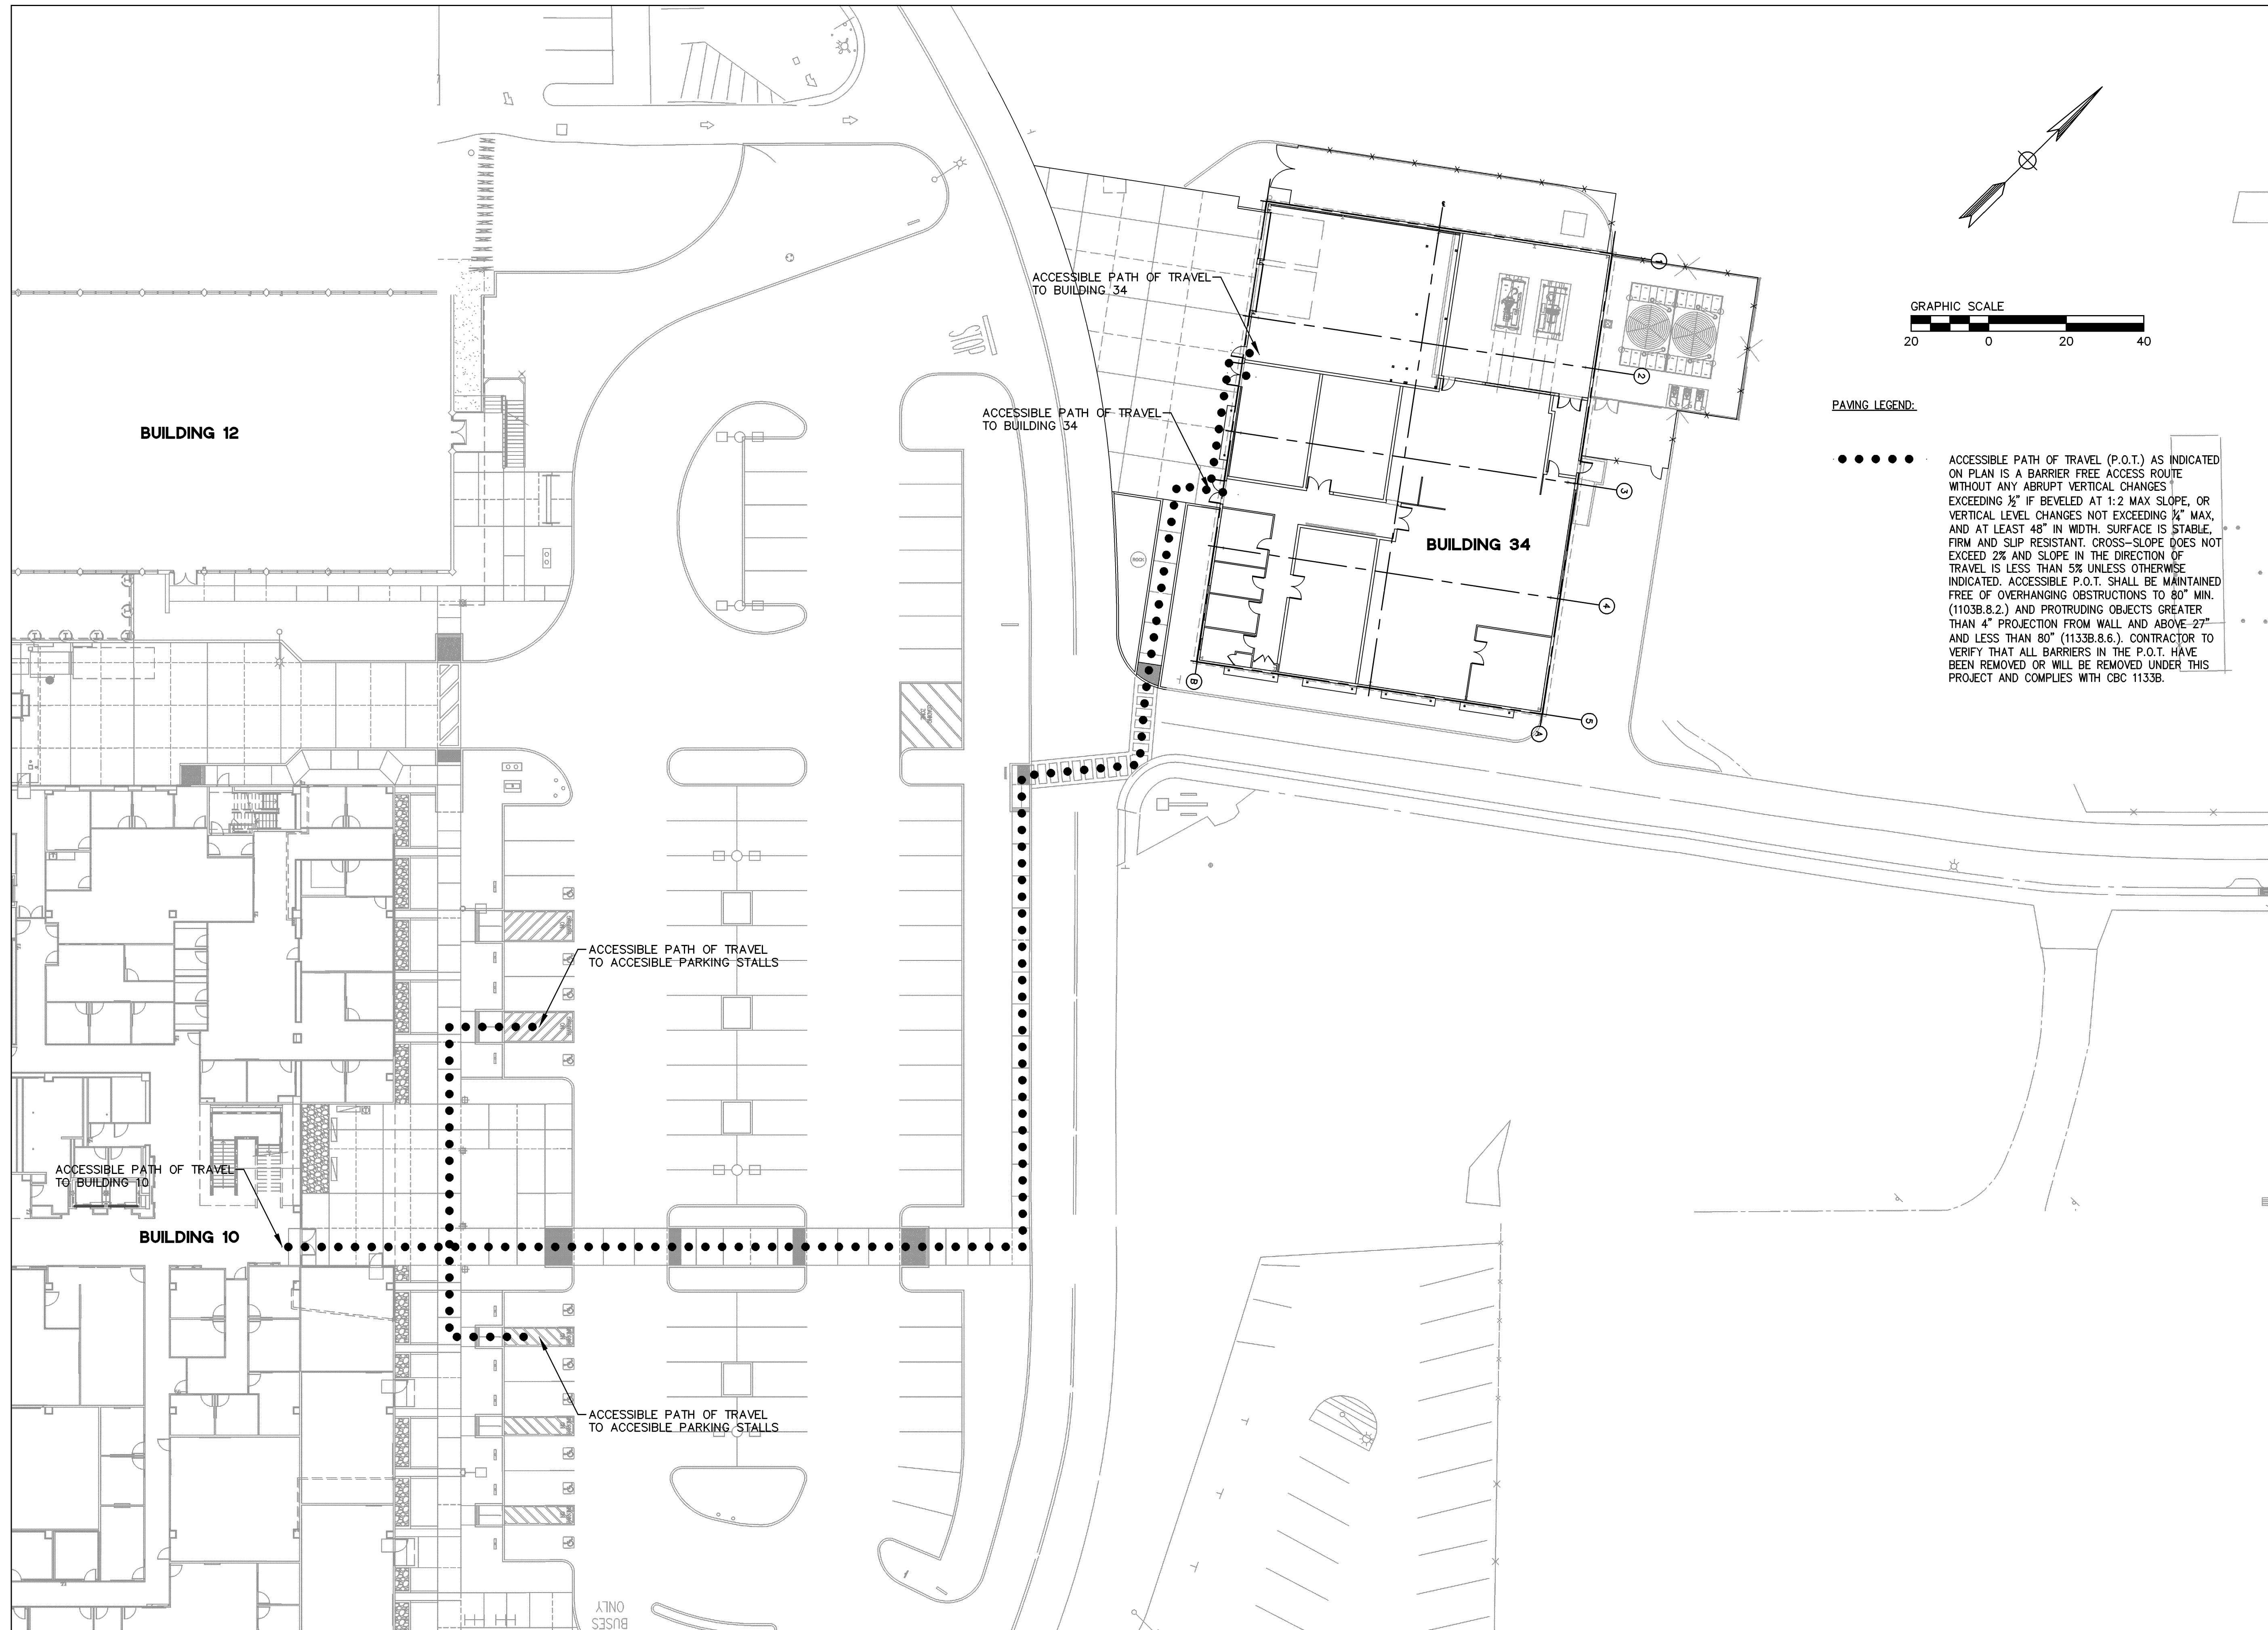 STOP
ACCESSIBLE PATH OF TRAVEL
TO BUILDING 34
GRAPHIC SCALE
20 0 20 40
1
2
ACCESSIBLE PATH OF TRAVEL
TO BUILDING 34
PAVING LEGEND:
BUILDING 12
ACCESSIBLE PATH OF TRAVEL (P.O.T.) AS INDICATED
ON PLAN IS A BARRIER FREE ACCESS ROUTE
WITHOUT ANY ABRUPT VERTICAL CHANGES
EXCEEDING ½" IF BEVELED AT 1:2 MAX SLOPE, OR
VERTICAL LEVEL CHANGES NOT EXCEEDING ¼" MAX,
AND AT LEAST 48" IN WIDTH. SURFACE IS STABLE,
FIRM AND SLIP RESISTANT. CROSS-SLOPE DOES NOT
EXCEED 2% AND SLOPE IN THE DIRECTION OF
TRAVEL IS LESS THAN 5% UNLESS OTHERWISE
INDICATED. ACCESSIBLE P.O.T. SHALL BE MAINTAINED
FREE OF OVERHANGING OBSTRUCTIONS TO 80" MIN.
(1103B.8.2.) AND PROTRUDING OBJECTS GREATER
THAN 4" PROJECTION FROM WALL AND ABOVE 27"
AND LESS THAN 80" (1133B.8.6.). CONTRACTOR TO
VERIFY THAT ALL BARRIERS IN THE P.O.T. HAVE
BEEN REMOVED OR WILL BE REMOVED UNDER THIS
PROJECT AND COMPLIES WITH CBC 1133B.
3
BUILDING 34
4
B
5
A
ACCESSIBLE PATH OF TRAVEL
TO ACCESIBLE PARKING STALLS
ACCESSIBLE PATH OF TRAVEL
TO BUILDING 10
BUILDING 10
ACCESSIBLE PATH OF TRAVEL
TO ACCESIBLE PARKING STALLS
BUSES
ONLY